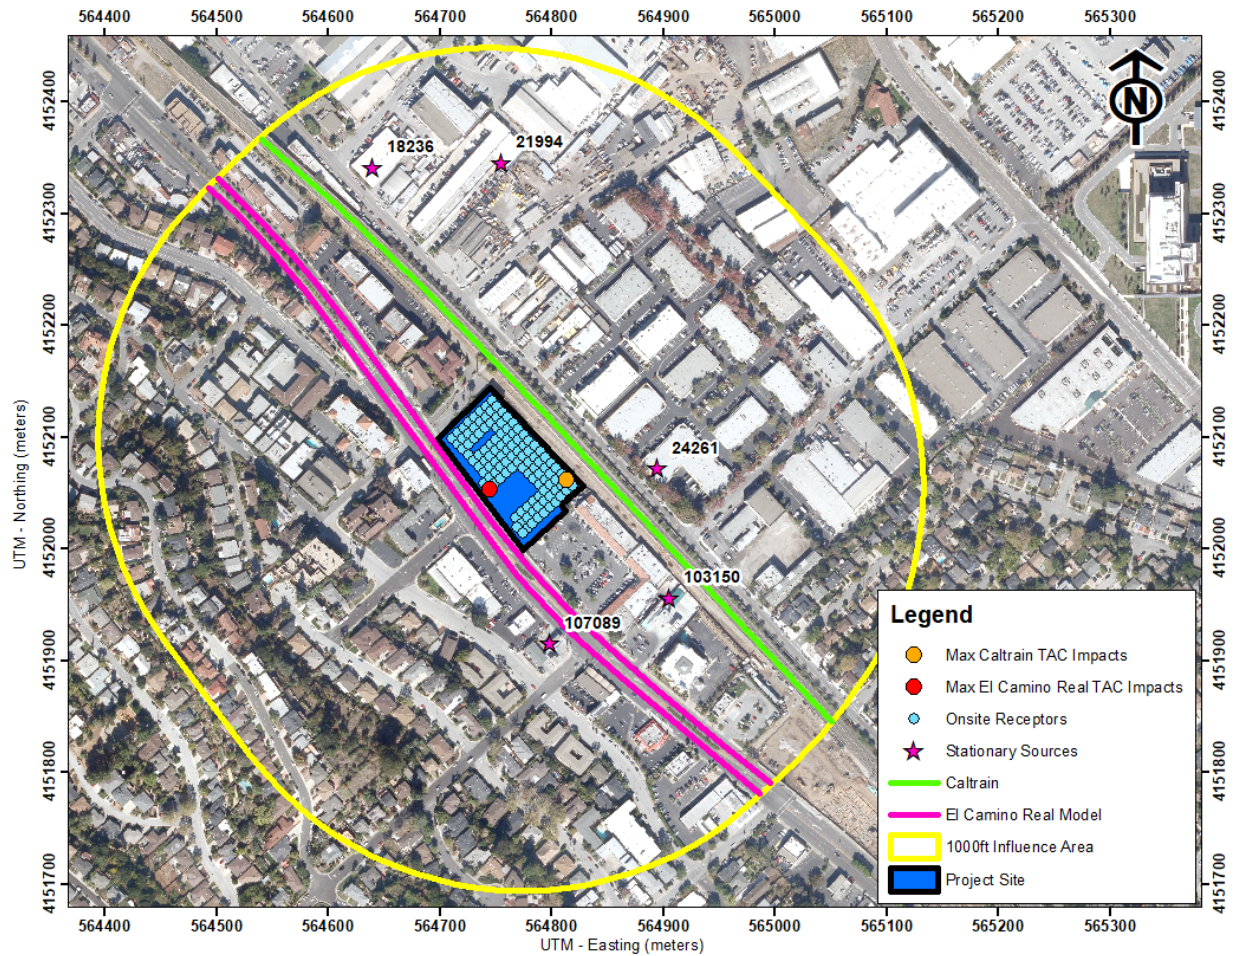 564400 564500 564600 564700 564800 564900 565000 565100 565200 565300
4152400
4152300
4152200
4152100
4152000
4151900
4151800
4151700
UTM - Northing (meters)
N
18236
21994
24261
103150
107089
Legend
Max Caltrain TAC Impacts
Max El Camino Real TAC Impacts
Onsite Receptors
Stationary Sources
Caltrain
El Camino Real Model
1000ft Influence Area
Project Site
4152400
4152300
4152200
4152100
4152000
4151900
4151800
4151700
564400 564500 564600 564700 564800 564900 565000 565100 565200 565300
UTM - Easting (meters)